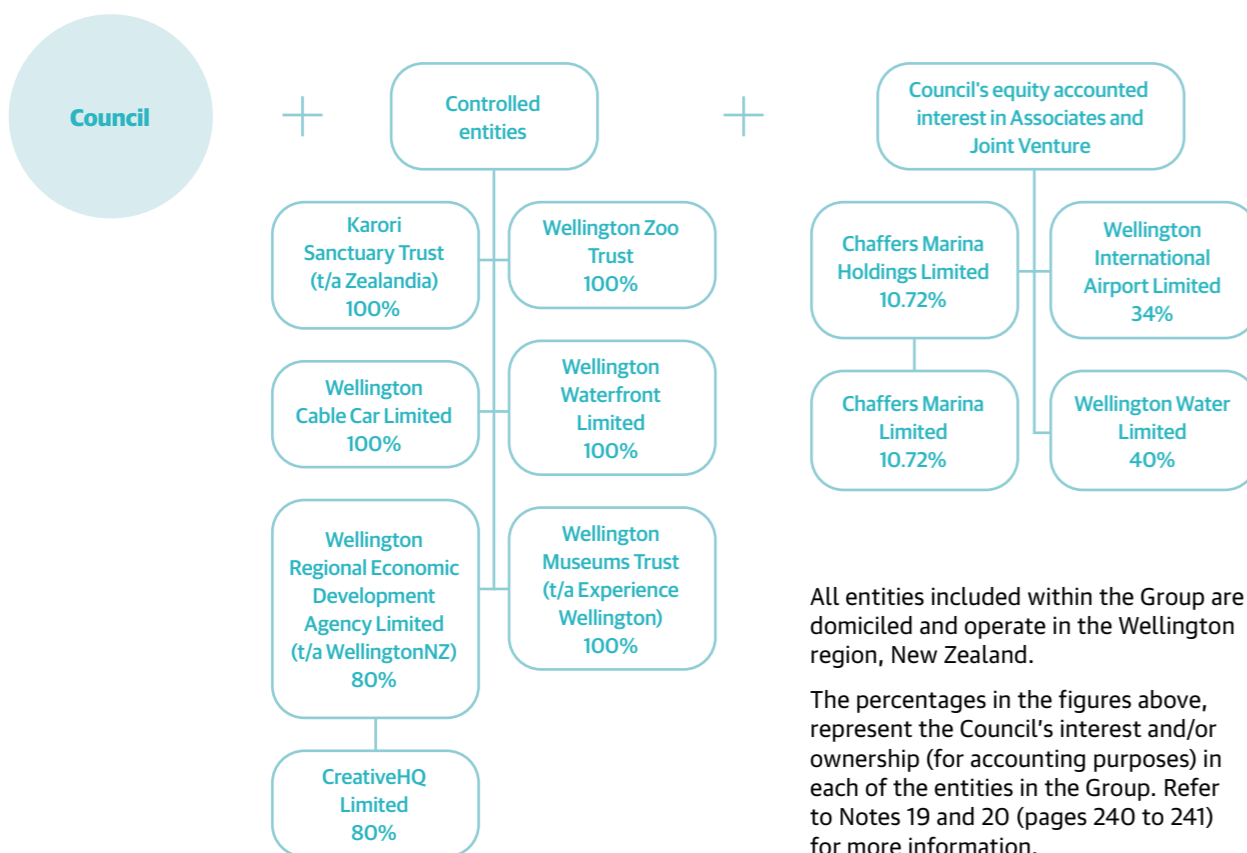 Council
Controlled
entities
Karori
Sanctuary Trust
(t/a Zealandia)
100%
Wellington Zoo
Trust
100%
Wellington
Cable Car Limited
100%
Wellington
Waterfront
Limited
100%
Wellington
Regional Economic
Development
Agency Limited
(t/a WellingtonNZ)
80%
Wellington
Museums Trust
(t/a Experience
Wellington)
100%
CreativeHQ
Limited
80%
Council's equity accounted
interest in Associates and
Joint Venture
Chaffers Marina
Holdings Limited
10.72%
Wellington
International
Airport Limited
34%
Chaffers Marina
Limited
10.72%
Wellington Water
Limited
40%
All entities included within the Group are
domiciled and operate in the Wellington
region, New Zealand.
The percentages in the figures above,
represent the Council's interest and/or
ownership (for accounting purposes) in
each of the entities in the Group. Refer
to Notes 19 and 20 (pages 240 to 241)
for more information.